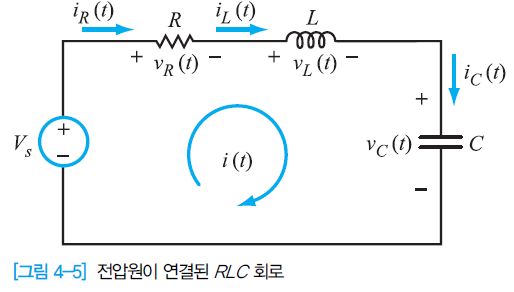 i_R (t) R i_L (t) L
+ v_R (t) − + v_L (t) −
i_C (t)
+
V_s + − i (t) v_C (t) C
−
[그림 4-5] 전압원이 연결된 RLC 회로